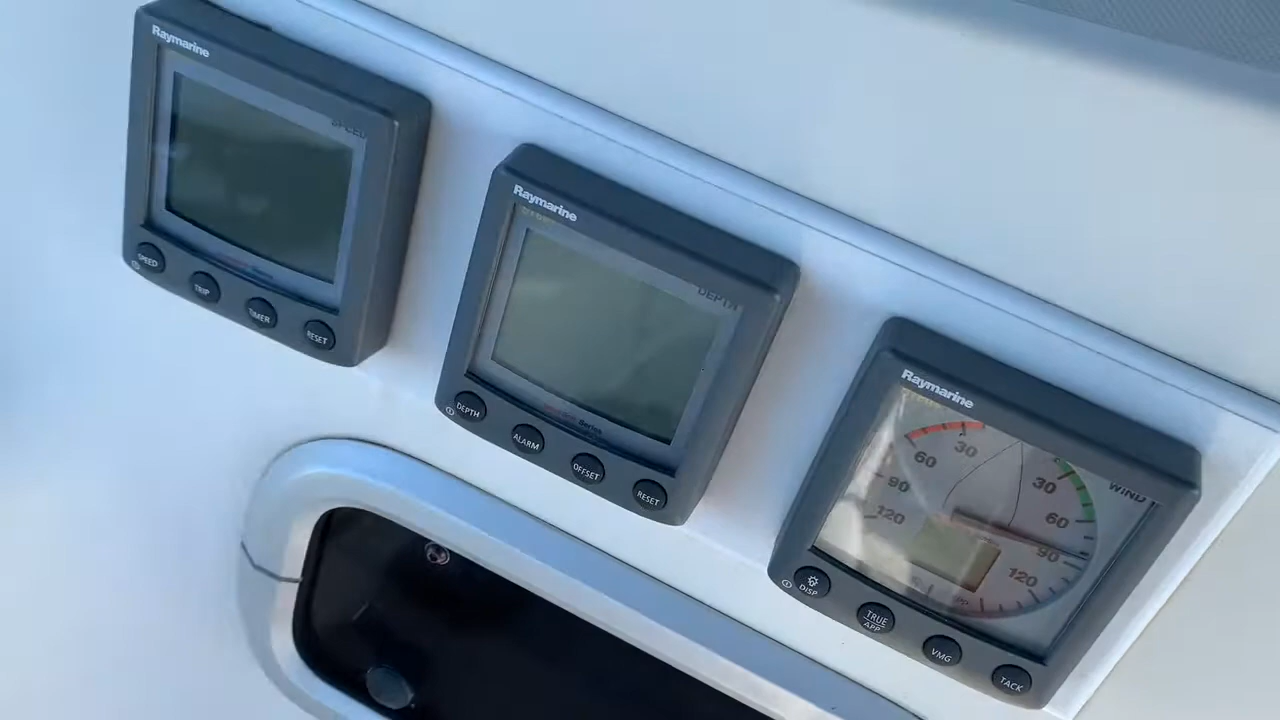 Raymarine
SPEED
SPEED
TRIP
TIMER
RESET
Raymarine
DEPTH
DEPTH
ALARM
OFFSET
RESET
Raymarine
WIND
30
30
60
60
90
90
120
120
DISP
TRUE
APP
VMG
TACK